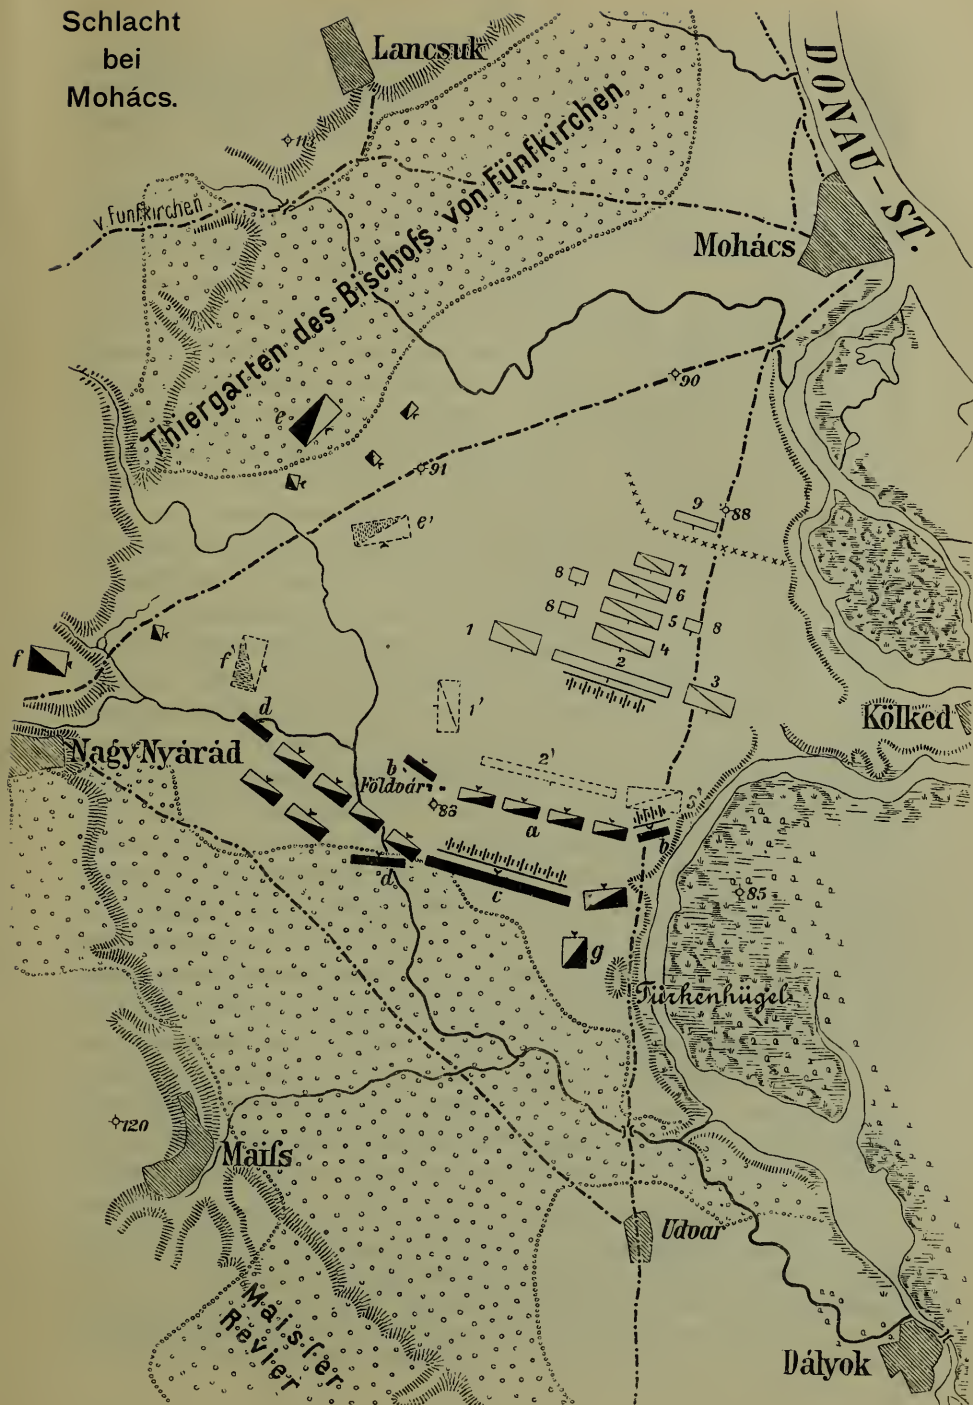 Schlacht
bei
Mohács.
Lancsuk
DONAU-ST.
v. Funfkirchen
Thiergarten des Bischofs von Fünfkirchen
Mohács
90
e
91
e'
9
88
8
7
6
8
5
8
1
4
2
3
f
f'
1'
d
Kölked
Nagy Nyárád
b
Földvár
88
2'
a
b
d
c
85
g
Türkenhügel
120
Maiſs
Udvar
Maisſer
Revier
Dályok